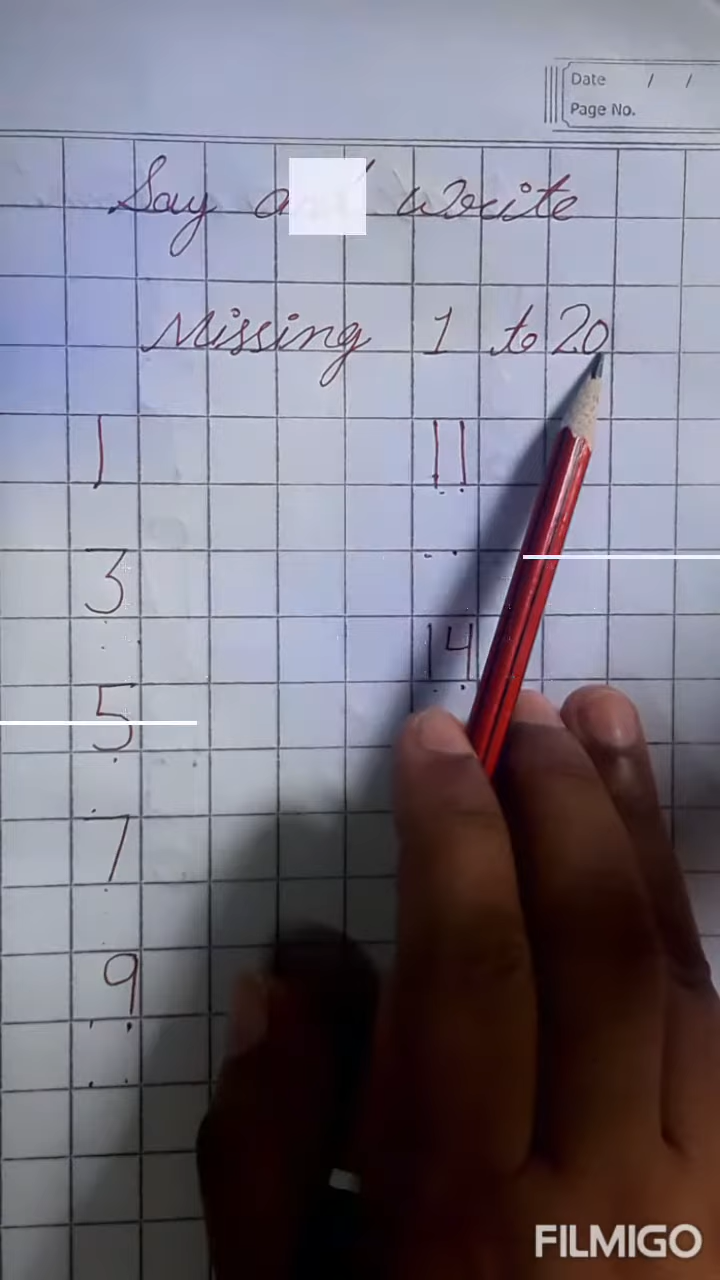 Date / /
Page No.
Say write
Missing 1 to 20
1 11
3
14
5
7
9
FILMIGO